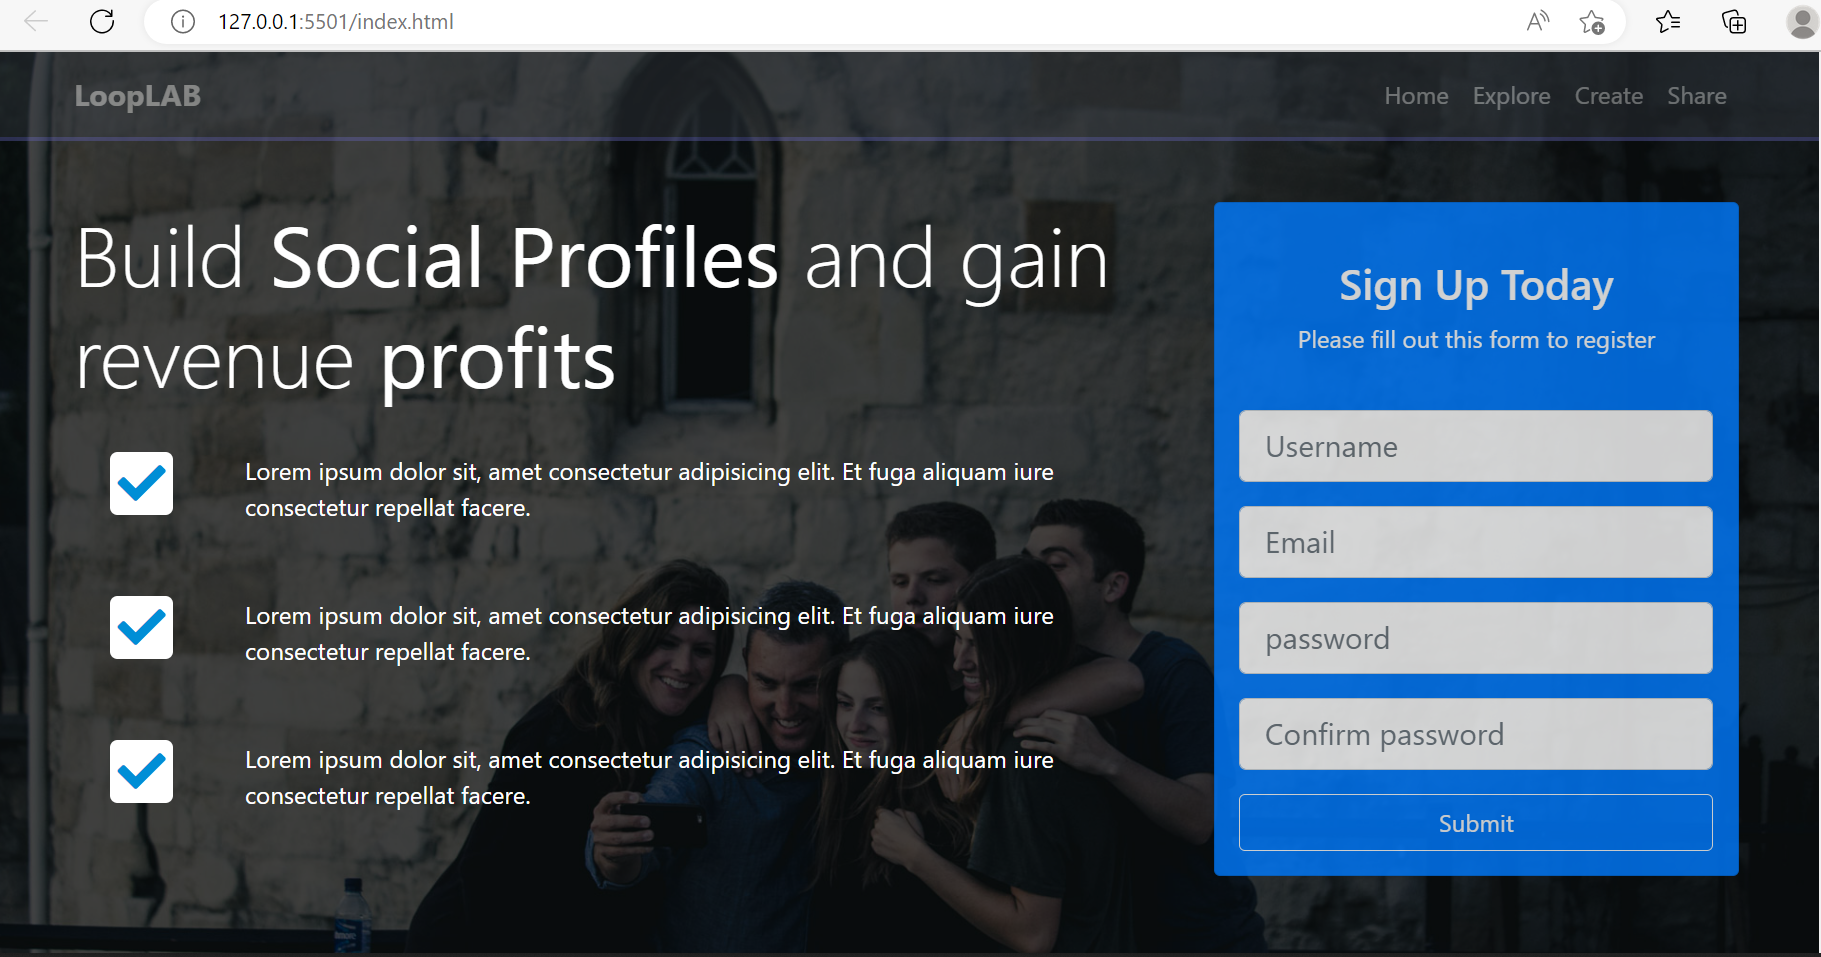 127.0.0.1:5501/index.html
LoopLAB
Home Explore Create Share
Build Social Profiles and gain
revenue profits
Lorem ipsum dolor sit, amet consectetur adipisicing elit. Et fuga aliquam iure
consectetur repellat facere.
Lorem ipsum dolor sit, amet consectetur adipisicing elit. Et fuga aliquam iure
consectetur repellat facere.
Lorem ipsum dolor sit, amet consectetur adipisicing elit. Et fuga aliquam iure
consectetur repellat facere.
Sign Up Today
Please fill out this form to register
Username
Email
password
Confirm password
Submit